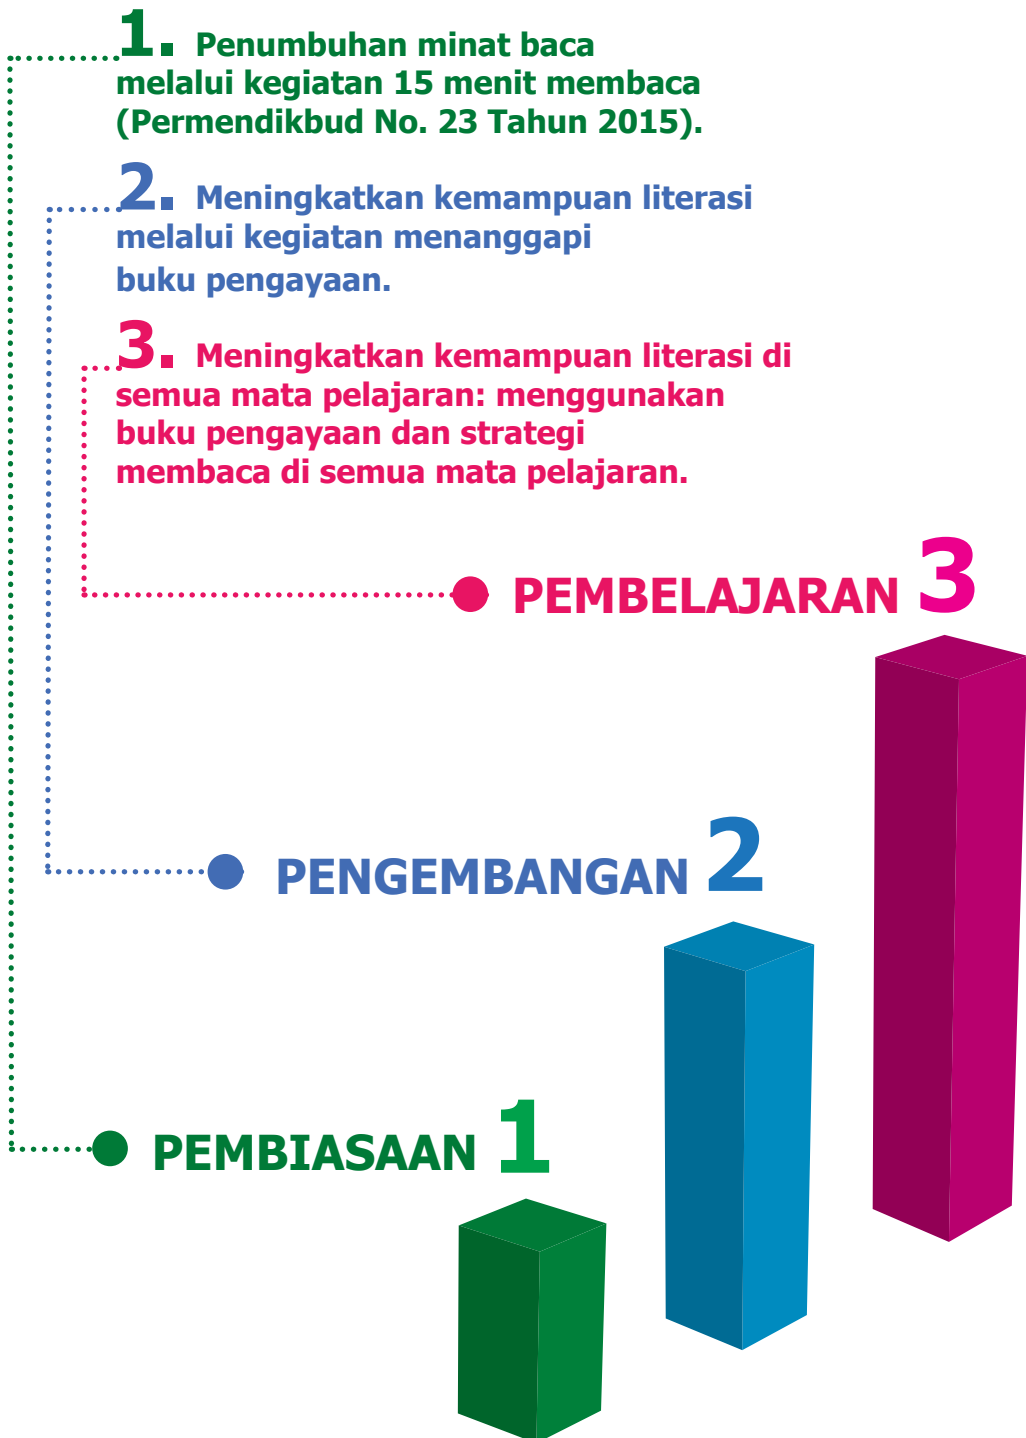 1. Penumbuhan minat baca
melalui kegiatan 15 menit membaca
(Permendikbud No. 23 Tahun 2015).
2. Meningkatkan kemampuan literasi
melalui kegiatan menanggapi
buku pengayaan.
3. Meningkatkan kemampuan literasi di
semua mata pelajaran: menggunakan
buku pengayaan dan strategi
membaca di semua mata pelajaran.
PEMBELAJARAN 3
PENGEMBANGAN 2
PEMBIASAAN 1